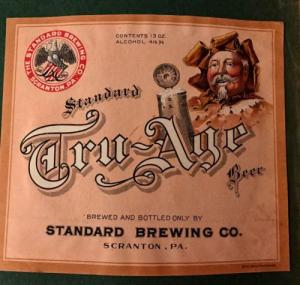 THE STANDARD BREWING CO.
SCRANTON, PA.
CONTENTS 13 OZ.
Standard
Tru-Age
Beer
BREWED AND BOTTLED ONLY BY
STANDARD BREWING CO.
SCRANTON, PA.